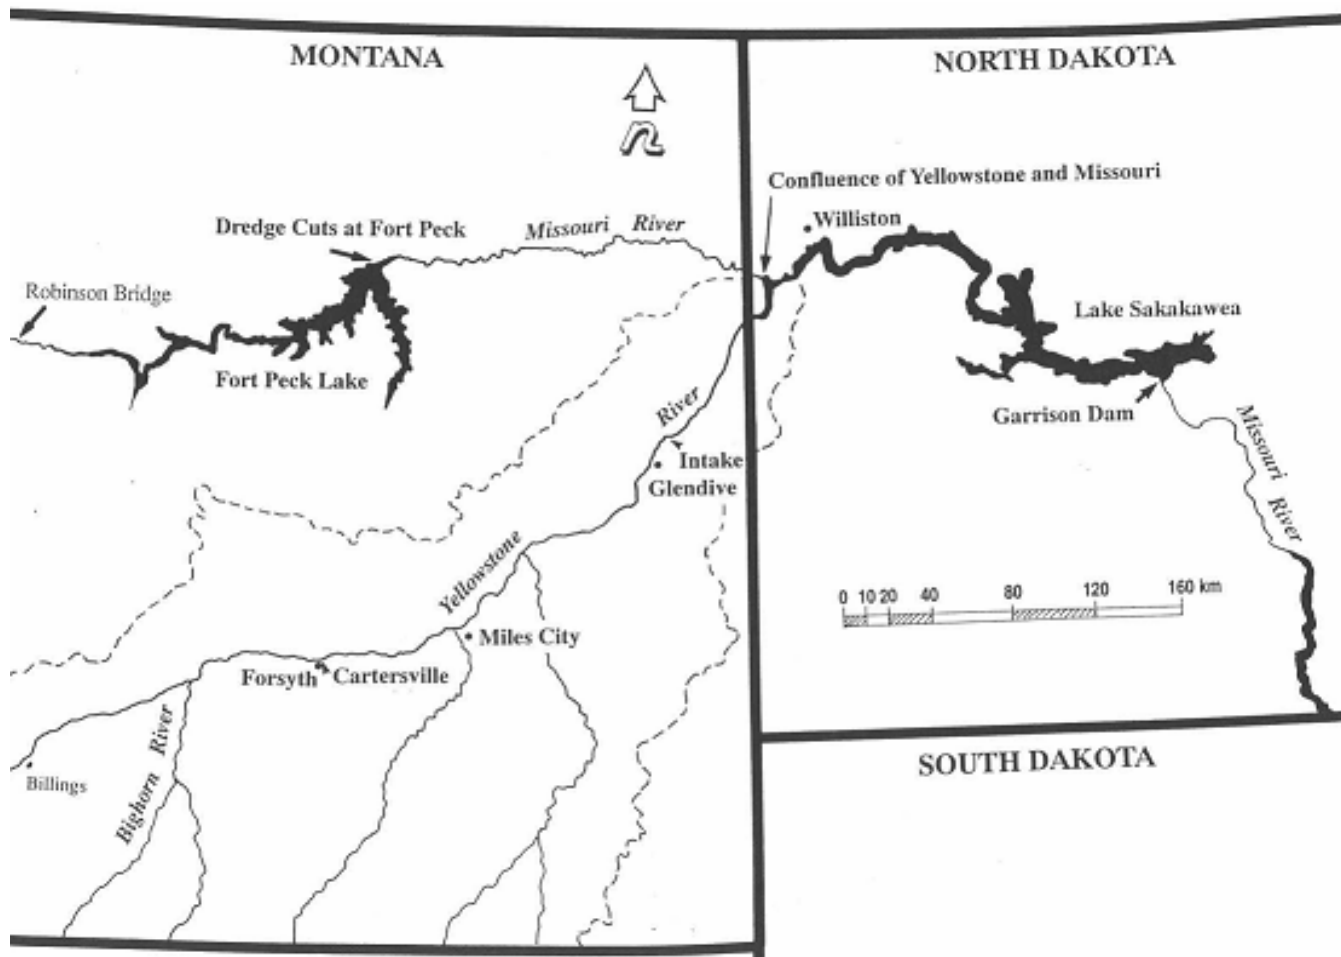 MONTANA
NORTH DAKOTA
n
Confluence of Yellowstone and Missouri
Williston
Dredge Cuts at Fort Peck
Missouri River
Robinson Bridge
Lake Sakakawea
Fort Peck Lake
Garrison Dam
Missouri River
River
Intake
Glendive
Yellowstone
0 10 20 40 80 120 160 km
Miles City
Forsyth
Cartersville
Bighorn River
Billings
SOUTH DAKOTA